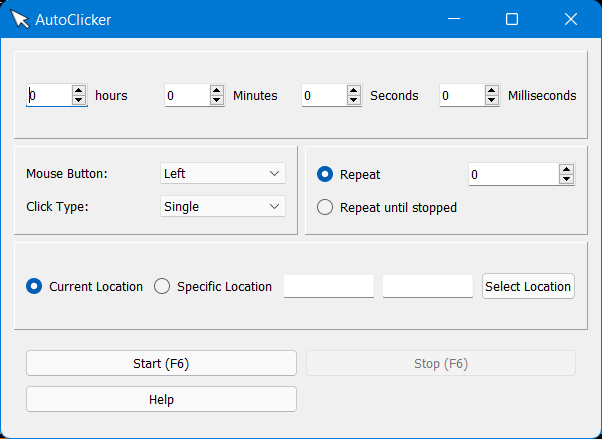 AutoClicker
0 hours 0 Minutes 0 Seconds 0 Milliseconds
Mouse Button: Left
Click Type: Single
Repeat 0
Repeat until stopped
Current Location Specific Location Select Location
Start (F6) Stop (F6)
Help